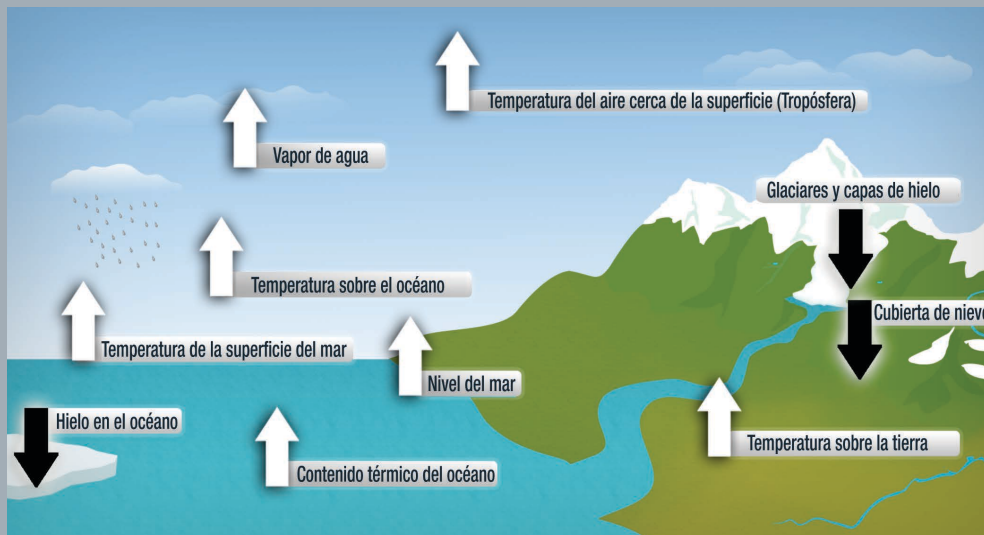 Temperatura del aire cerca de la superficie (Tropósfera)
Vapor de agua
Glaciares y capas de hielo
Temperatura sobre el océano
Cubierta de nieve
Temperatura de la superficie del mar
Nivel del mar
Hielo en el océano
Temperatura sobre la tierra
Contenido térmico del océano